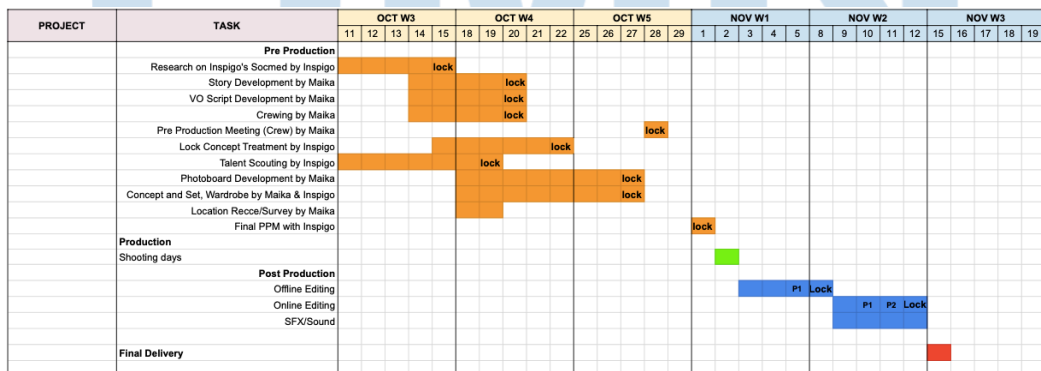 PROJECT TASK OCT W3 OCT W4 OCT W5 NOV W1 NOV W2 NOV W3
11 12 13 14 15 18 19 20 21 22 25 26 27 28 29 1 2 3 4 5 8 9 10 11 12 15 16 17 18 19
Pre Production
Research on Inspigo's Socmed by Inspigo lock
Story Development by Maika lock
VO Script Development by Maika lock
Crewing by Maika lock
Pre Production Meeting (Crew) by Maika lock
Lock Concept Treatment by Inspigo lock
Talent Scouting by Inspigo lock
Photoboard Development by Maika lock
Concept and Set, Wardrobe by Maika & Inspigo lock
Location Recce/Survey by Maika
Final PPM with Inspigo lock
Production
Shooting days
Post Production
Offline Editing P1 Lock
Online Editing P1 P2 Lock
SFX/Sound
Final Delivery